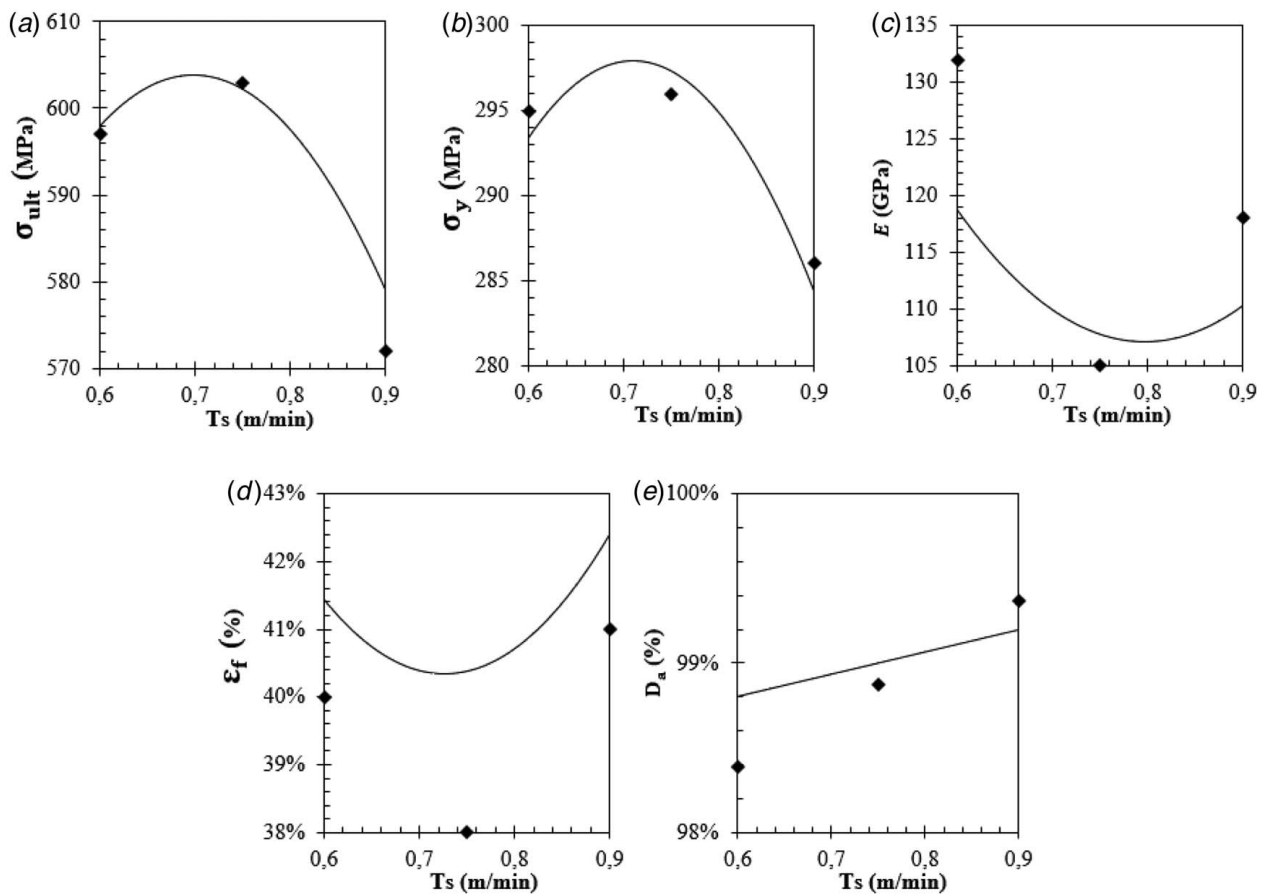 (a)
610
600
590
580
570
σult (MPa)
0,6 0,7 0,8 0,9
Ts (m/min)
(b)
300
295
290
285
280
σy (MPa)
0,6 0,7 0,8 0,9
Ts (m/min)
(c)
135
130
125
120
115
110
105
E (GPa)
0,6 0,7 0,8 0,9
Ts (m/min)
(d)
43%
42%
41%
40%
39%
38%
εf (%)
0,6 0,7 0,8 0,9
Ts (m/min)
(e)
100%
99%
98%
Da (%)
0,6 0,7 0,8 0,9
Ts (m/min)